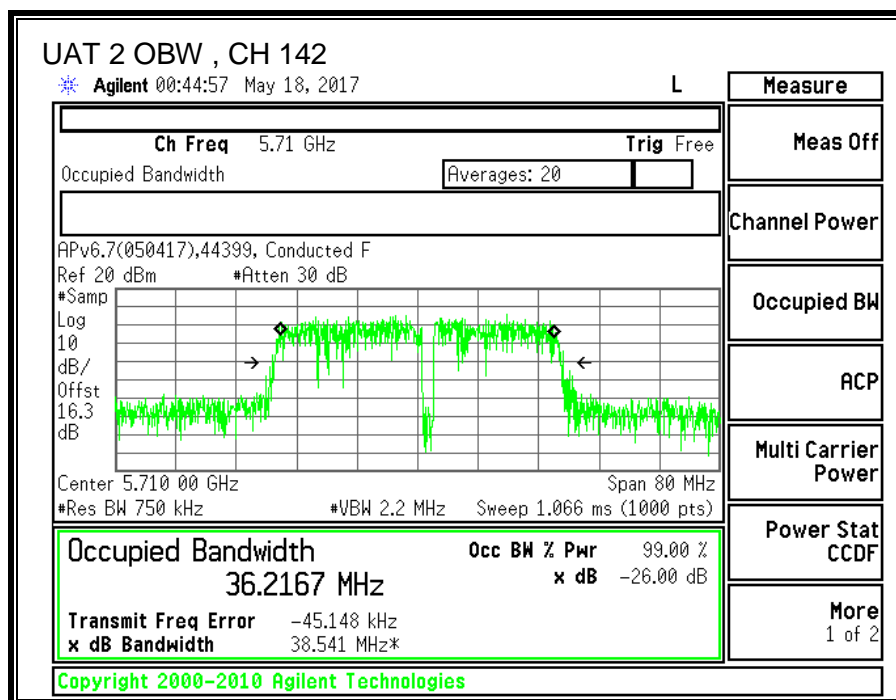 UAT 2 OBW , CH 142
Agilent 00:44:57 May 18, 2017 L
Measure
Ch Freq 5.71 GHz Trig Free
Meas Off
Occupied Bandwidth Averages: 20
Channel Power
APv6.7(050417),44399, Conducted F
Ref 20 dBm #Atten 30 dB
#Samp
Log
10
dB/
Offst
16.3
dB
Occupied BW
ACP
Multi Carrier
Power
Center 5.710 00 GHz Span 80 MHz
#Res BW 750 kHz #VBW 2.2 MHz Sweep 1.066 ms (1000 pts)
Power Stat
CCDF
Occupied Bandwidth Occ BW % Pwr 99.00 %
36.2167 MHz x dB -26.00 dB
Transmit Freq Error -45.148 kHz
x dB Bandwidth 38.541 MHz*
More
1 of 2
Copyright 2000-2010 Agilent Technologies